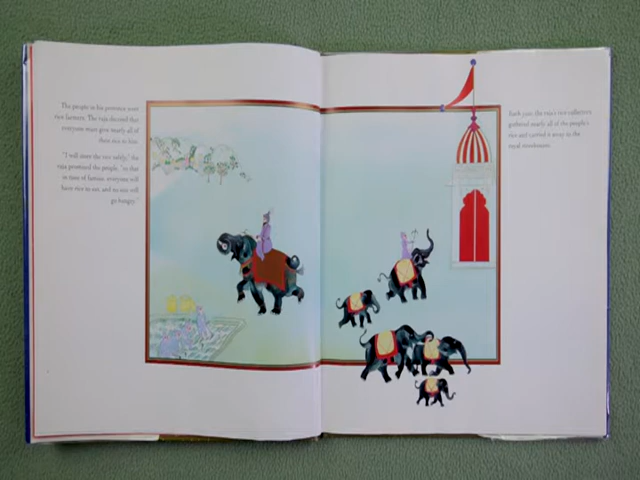 The people in his province were
rice farmers. The raja decreed that
everyone must give nearly all of
their rice to him.
"I will store the rice safely," the
raja promised the people, "so that
in time of famine, everyone will
have rice to eat, and no one will
go hungry."
Each year, the raja's rice collectors
gathered nearly all of the people's
rice and carried it away to the
royal storehouses.